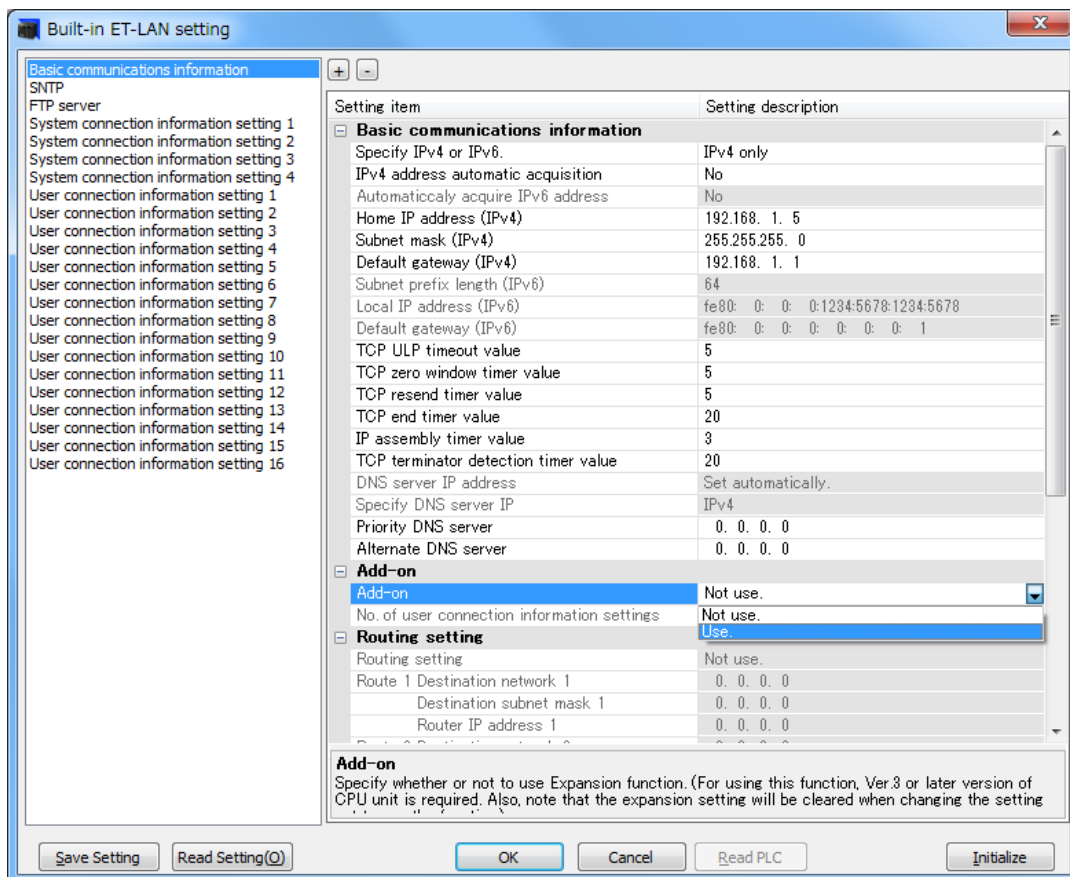 Built-in ET-LAN setting
Basic communications information
SNTP
FTP server
System connection information setting 1
System connection information setting 2
System connection information setting 3
System connection information setting 4
User connection information setting 1
User connection information setting 2
User connection information setting 3
User connection information setting 4
User connection information setting 5
User connection information setting 6
User connection information setting 7
User connection information setting 8
User connection information setting 9
User connection information setting 10
User connection information setting 11
User connection information setting 12
User connection information setting 13
User connection information setting 14
User connection information setting 15
User connection information setting 16
+ -
Setting item Setting description
Basic communications information
Specify IPv4 or IPv6. IPv4 only
IPv4 address automatic acquisition No
Automaticcaly acquire IPv6 address No
Home IP address (IPv4) 192.168. 1. 5
Subnet mask (IPv4) 255.255.255. 0
Default gateway (IPv4) 192.168. 1. 1
Subnet prefix length (IPv6) 64
Local IP address (IPv6) fe80: 0: 0: 0:1234:5678:1234:5678
Default gateway (IPv6) fe80: 0: 0: 0: 0: 0: 0: 1
TCP ULP timeout value 5
TCP zero window timer value 5
TCP resend timer value 5
TCP end timer value 20
IP assembly timer value 3
TCP terminator detection timer value 20
DNS server IP address Set automatically.
Specify DNS server IP IPv4
Priority DNS server 0. 0. 0. 0
Alternate DNS server 0. 0. 0. 0
Add-on
Add-on Not use.
No. of user connection information settings Not use.
Use.
Routing setting
Routing setting Not use.
Route 1 Destination network 1 0. 0. 0. 0
Destination subnet mask 1 0. 0. 0. 0
Router IP address 1 0. 0. 0. 0
Add-on
Specify whether or not to use Expansion function. (For using this function, Ver.3 or later version of
CPU unit is required. Also, note that the expansion setting will be cleared when changing the setting
Save Setting Read Setting(O) OK Cancel Read PLC Initialize